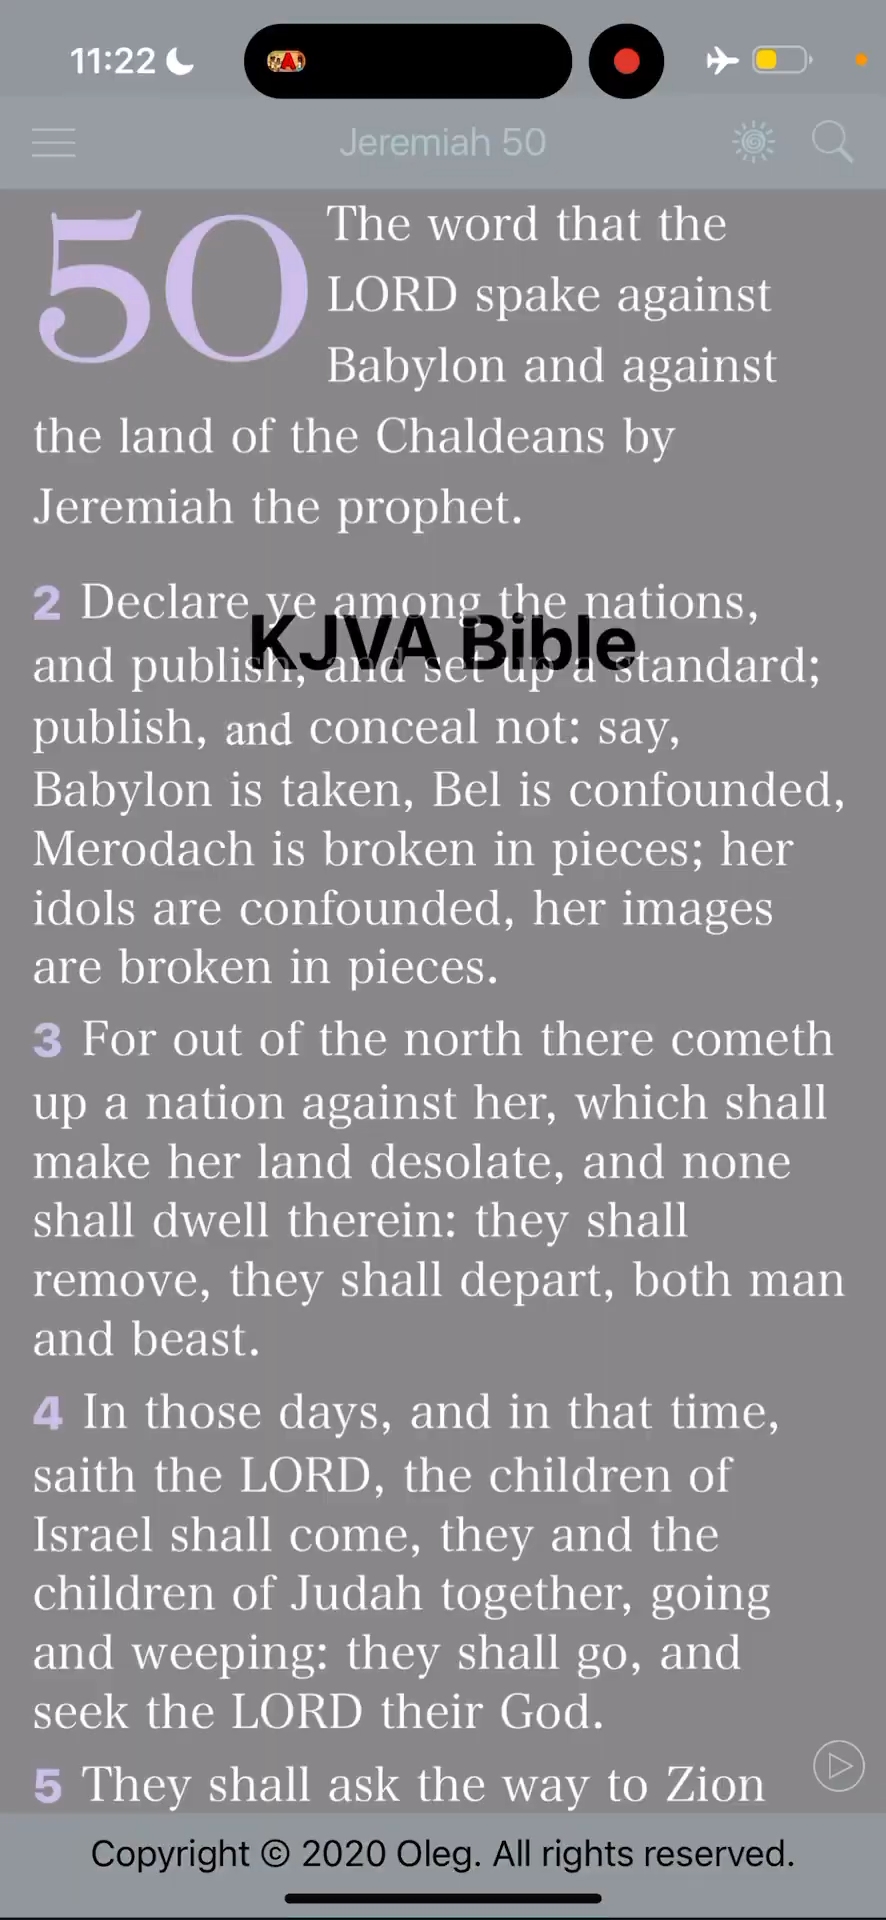 11:22
Jeremiah 50
50 The word that the
LORD spake against
Babylon and against
the land of the Chaldeans by
Jeremiah the prophet.
2 Declare ye among the nations,
KJVA Bible
and publish, and set up a standard;
publish, and conceal not: say,
Babylon is taken, Bel is confounded,
Merodach is broken in pieces; her
idols are confounded, her images
are broken in pieces.
3 For out of the north there cometh
up a nation against her, which shall
make her land desolate, and none
shall dwell therein: they shall
remove, they shall depart, both man
and beast.
4 In those days, and in that time,
saith the LORD, the children of
Israel shall come, they and the
children of Judah together, going
and weeping: they shall go, and
seek the LORD their God.
5 They shall ask the way to Zion
Copyright © 2020 Oleg. All rights reserved.